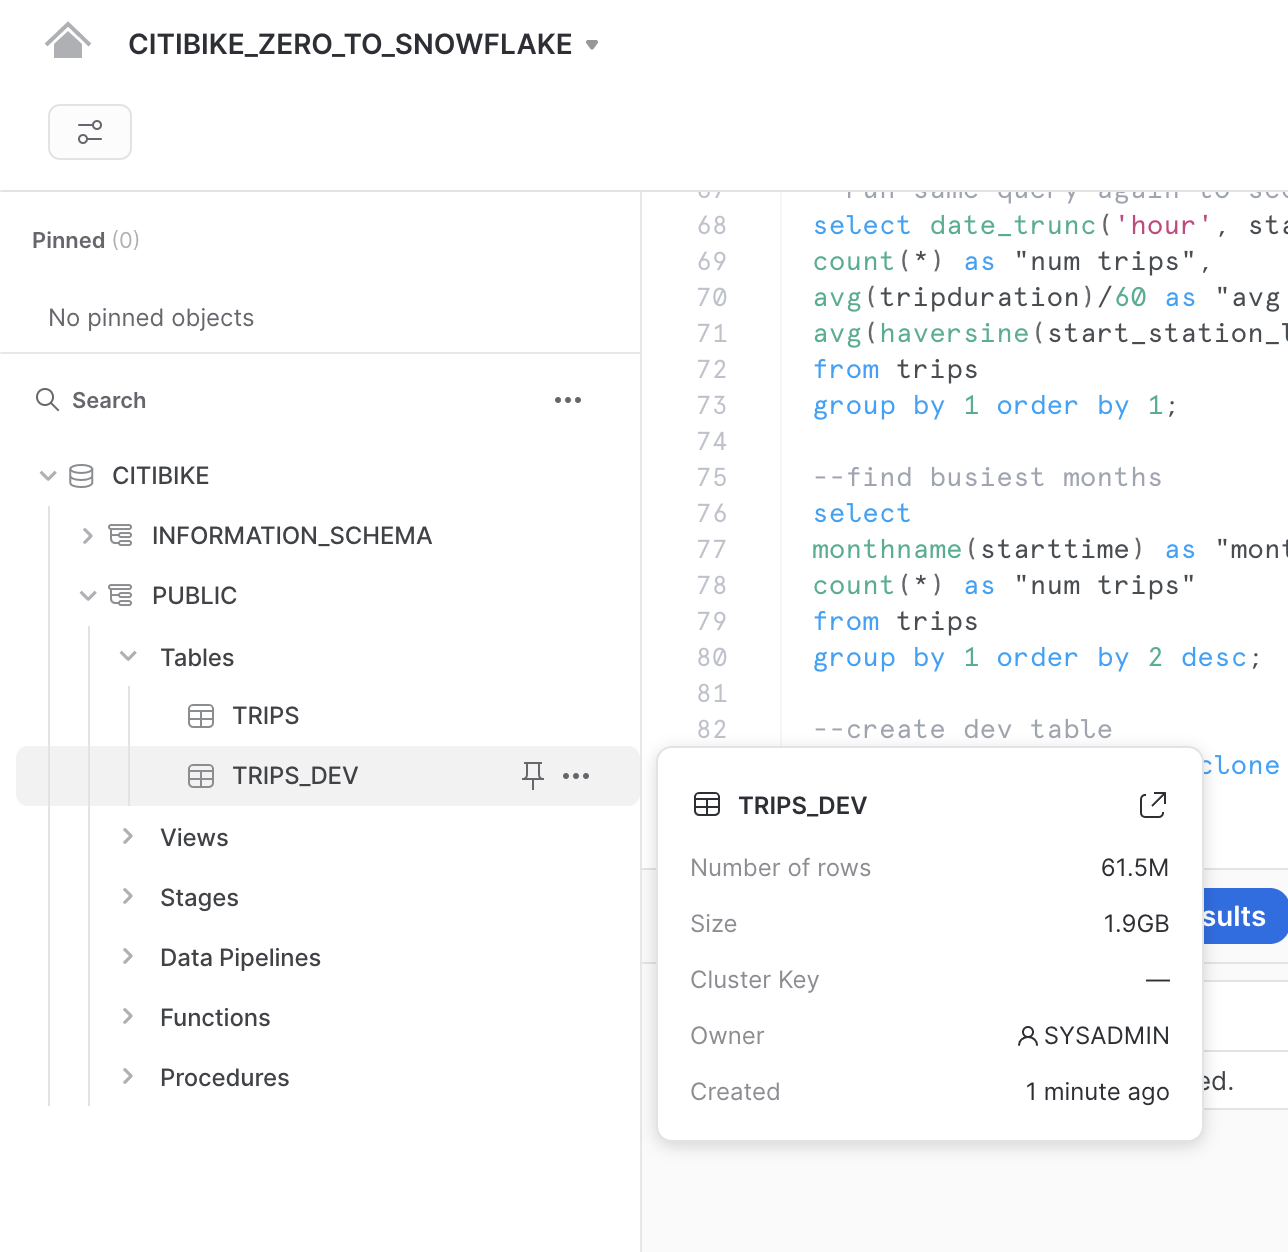 CITIBIKE_ZERO_TO_SNOWFLAKE
Pinned (0)
No pinned objects
Search
CITIBIKE
INFORMATION_SCHEMA
PUBLIC
Tables
TRIPS
TRIPS_DEV
Views
Stages
Data Pipelines
Functions
Procedures
67 run same query again to
68 select date_trunc('hour',
69 count(*) as "num trips",
70 avg(tripduration)/60 as "avg
71 avg(haversine(start_station_
72 from trips
73 group by 1 order by 1;
74
75 --find busiest months
76 select
77 monthname(starttime) as
78 count(*) as "num trips"
79 from trips
80 group by 1 order by 2 desc;
81
82 --create dev table
clone
TRIPS_DEV
Number of rows 61.5M
Size 1.9GB
Cluster Key —
Owner SYSADMIN
Created 1 minute ago